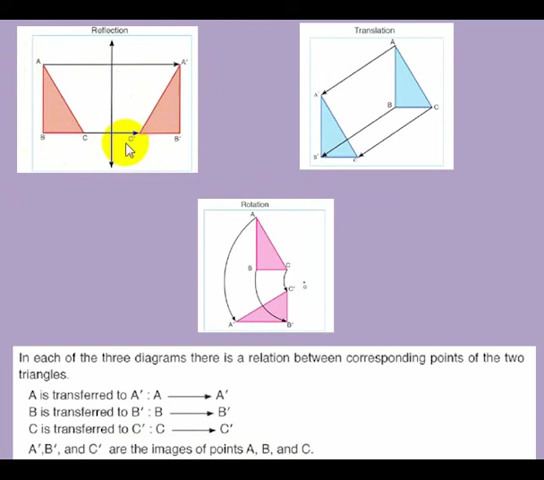 Reflection
A
A'
B
C
C'
B'
Translation
A
A'
B
C
B'
C'
Rotation
A
B
C
C'
o
A'
B'
In each of the three diagrams there is a relation between corresponding points of the two
triangles.
A is transferred to A' : A ⟶ A'
B is transferred to B' : B ⟶ B'
C is transferred to C' : C ⟶ C'
A',B', and C' are the images of points A, B, and C.